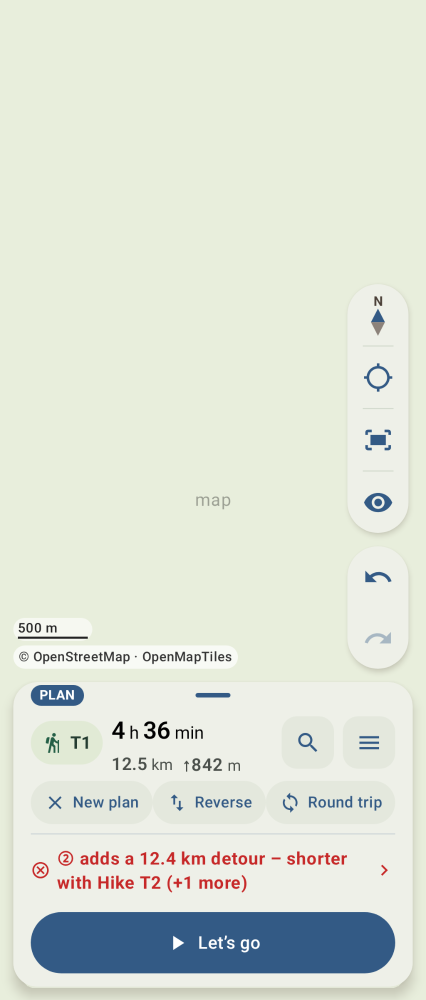 N
map
500 m
© OpenStreetMap · OpenMapTiles
PLAN
T1
4 h 36 min
12.5 km ↑842 m
New plan
Reverse
Round trip
② adds a 12.4 km detour – shorter
with Hike T2 (+1 more)
Let’s go